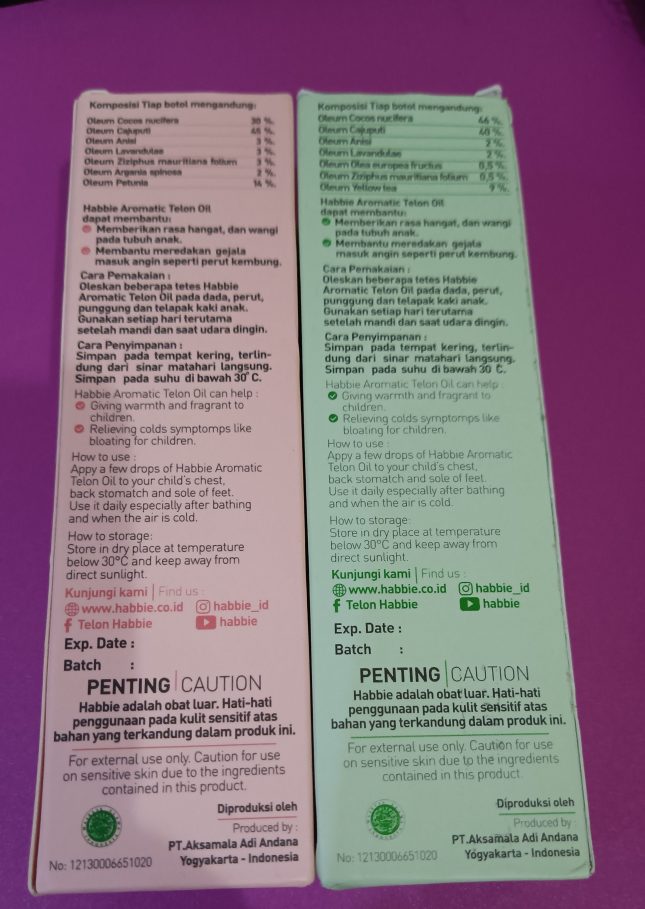 Komposisi Tiap botol mengandung:
Oleum Cocos nucifera 30 %.
Oleum Cajuputi 45 %.
Oleum Anisi 3 %.
Oleum Lavandulae 3 %.
Oleum Ziziphus mauritiana folium 3 %.
Oleum Argania spinosa 2 %.
Oleum Petunia 14 %.
Habbie Aromatic Telon Oil
dapat membantu:
Memberikan rasa hangat, dan wangi
pada tubuh anak.
Membantu meredakan gejala
masuk angin seperti perut kembung.
Cara Pemakaian :
Oleskan beberapa tetes Habbie
Aromatic Telon Oil pada dada, perut,
punggung dan telapak kaki anak.
Gunakan setiap hari terutama
setelah mandi dan saat udara dingin.
Cara Penyimpanan :
Simpan pada tempat kering, terlin-
dung dari sinar matahari langsung.
Simpan pada suhu di bawah 30° C.
Habbie Aromatic Telon Oil can help :
Giving warmth and fragrant to
children.
Relieving colds symptomps like
bloating for children.
How to use :
Appy a few drops of Habbie Aromatic
Telon Oil to your child's chest,
back stomatch and sole of feet.
Use it daily especially after bathing
and when the air is cold.
How to storage:
Store in dry place at temperature
below 30°C and keep away from
direct sunlight.
Kunjungi kami | Find us :
www.habbie.co.id habbie_id
Telon Habbie habbie
Exp. Date :
Batch :
PENTING | CAUTION
Habbie adalah obat luar. Hati-hati
penggunaan pada kulit sensitif atas
bahan yang terkandung dalam produk ini.
For external use only. Caution for use
on sensitive skin due to the ingredients
contained in this product.
Diproduksi oleh
Produced by :
PT.Aksamala Adi Andana
No: 12130006651020 Yogyakarta - Indonesia
Komposisi Tiap botol mengandung:
Oleum Cocos nucifera 46 %.
Oleum Cajuputi 40 %.
Oleum Anisi 2 %.
Oleum Lavandulae 2 %.
Oleum Olea europea fructus 0,5 %.
Oleum Ziziphus mauritiana folium 0,5 %.
Oleum Yellow tea 9 %.
Habbie Aromatic Telon Oil
dapat membantu:
Memberikan rasa hangat, dan wangi
pada tubuh anak.
Membantu meredakan gejala
masuk angin seperti perut kembung.
Cara Pemakaian :
Oleskan beberapa tetes Habbie
Aromatic Telon Oil pada dada, perut,
punggung dan telapak kaki anak.
Gunakan setiap hari terutama
setelah mandi dan saat udara dingin.
Cara Penyimpanan :
Simpan pada tempat kering, terlin-
dung dari sinar matahari langsung.
Simpan pada suhu di bawah 30 C.
Habbie Aromatic Telon Oil can help :
Giving warmth and fragrant to
children.
Relieving colds symptomps like
bloating for children.
How to use :
Appy a few drops of Habbie Aromatic
Telon Oil to your child's chest,
back stomatch and sole of feet.
Use it daily especially after bathing
and when the air is cold.
How to storage:
Store in dry place at temperature
below 30°C and keep away from
direct sunlight.
Kunjungi kami | Find us :
www.habbie.co.id habbie_id
Telon Habbie habbie
Exp. Date :
Batch :
PENTING | CAUTION
Habbie adalah obat luar. Hati-hati
penggunaan pada kulit sensitif atas
bahan yang terkandung dalam produk ini.
For external use only. Caution for use
on sensitive skin due to the ingredients
contained in this product.
Diproduksi oleh
Produced by :
PT.Aksamala Adi Andana
No: 12130006651020 Yogyakarta - Indonesia